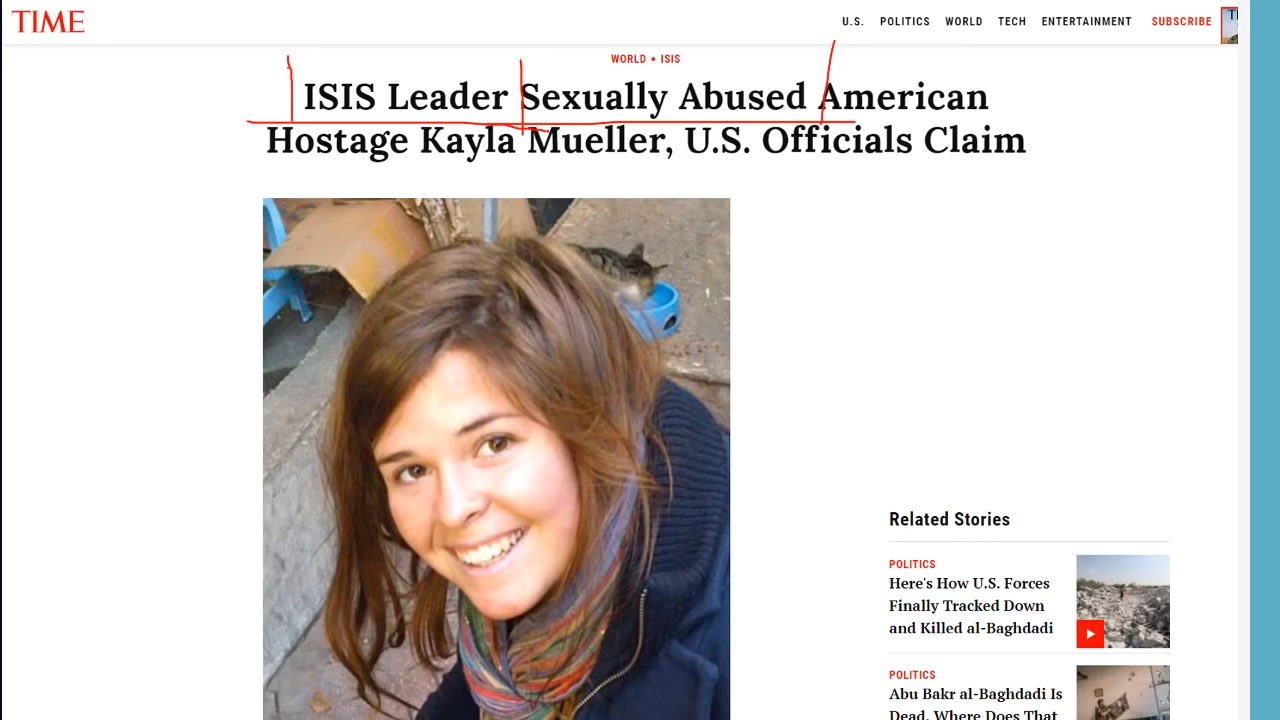 TIME
U.S. POLITICS WORLD TECH ENTERTAINMENT SUBSCRIBE
WORLD • ISIS
ISIS Leader Sexually Abused American
Hostage Kayla Mueller, U.S. Officials Claim
Related Stories
POLITICS
Here's How U.S. Forces
Finally Tracked Down
and Killed al-Baghdadi
POLITICS
Abu Bakr al-Baghdadi Is
Dead. Where Does That